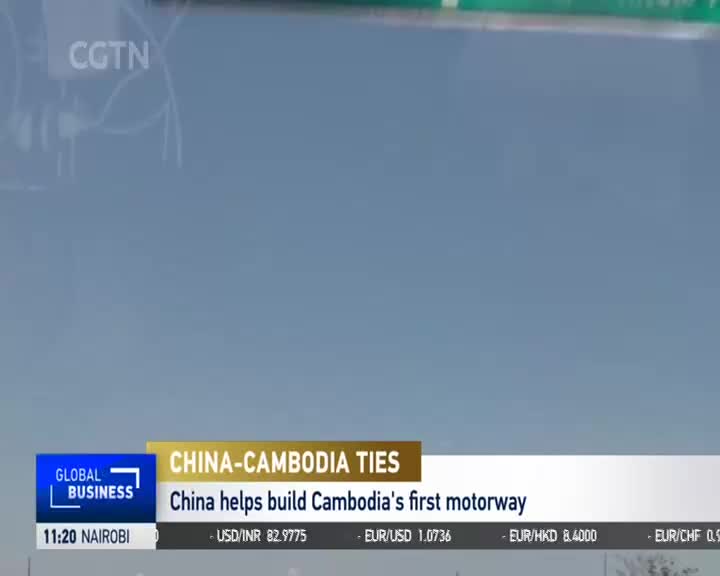 CGTN
CHINA-CAMBODIA TIES
GLOBAL
BUSINESS
China helps build Cambodia's first motorway
11:20 NAIROBI
- USD/INR 82.9775 - EUR/USD 1.0736 - EUR/HKD 8.4000 - EUR/CHF